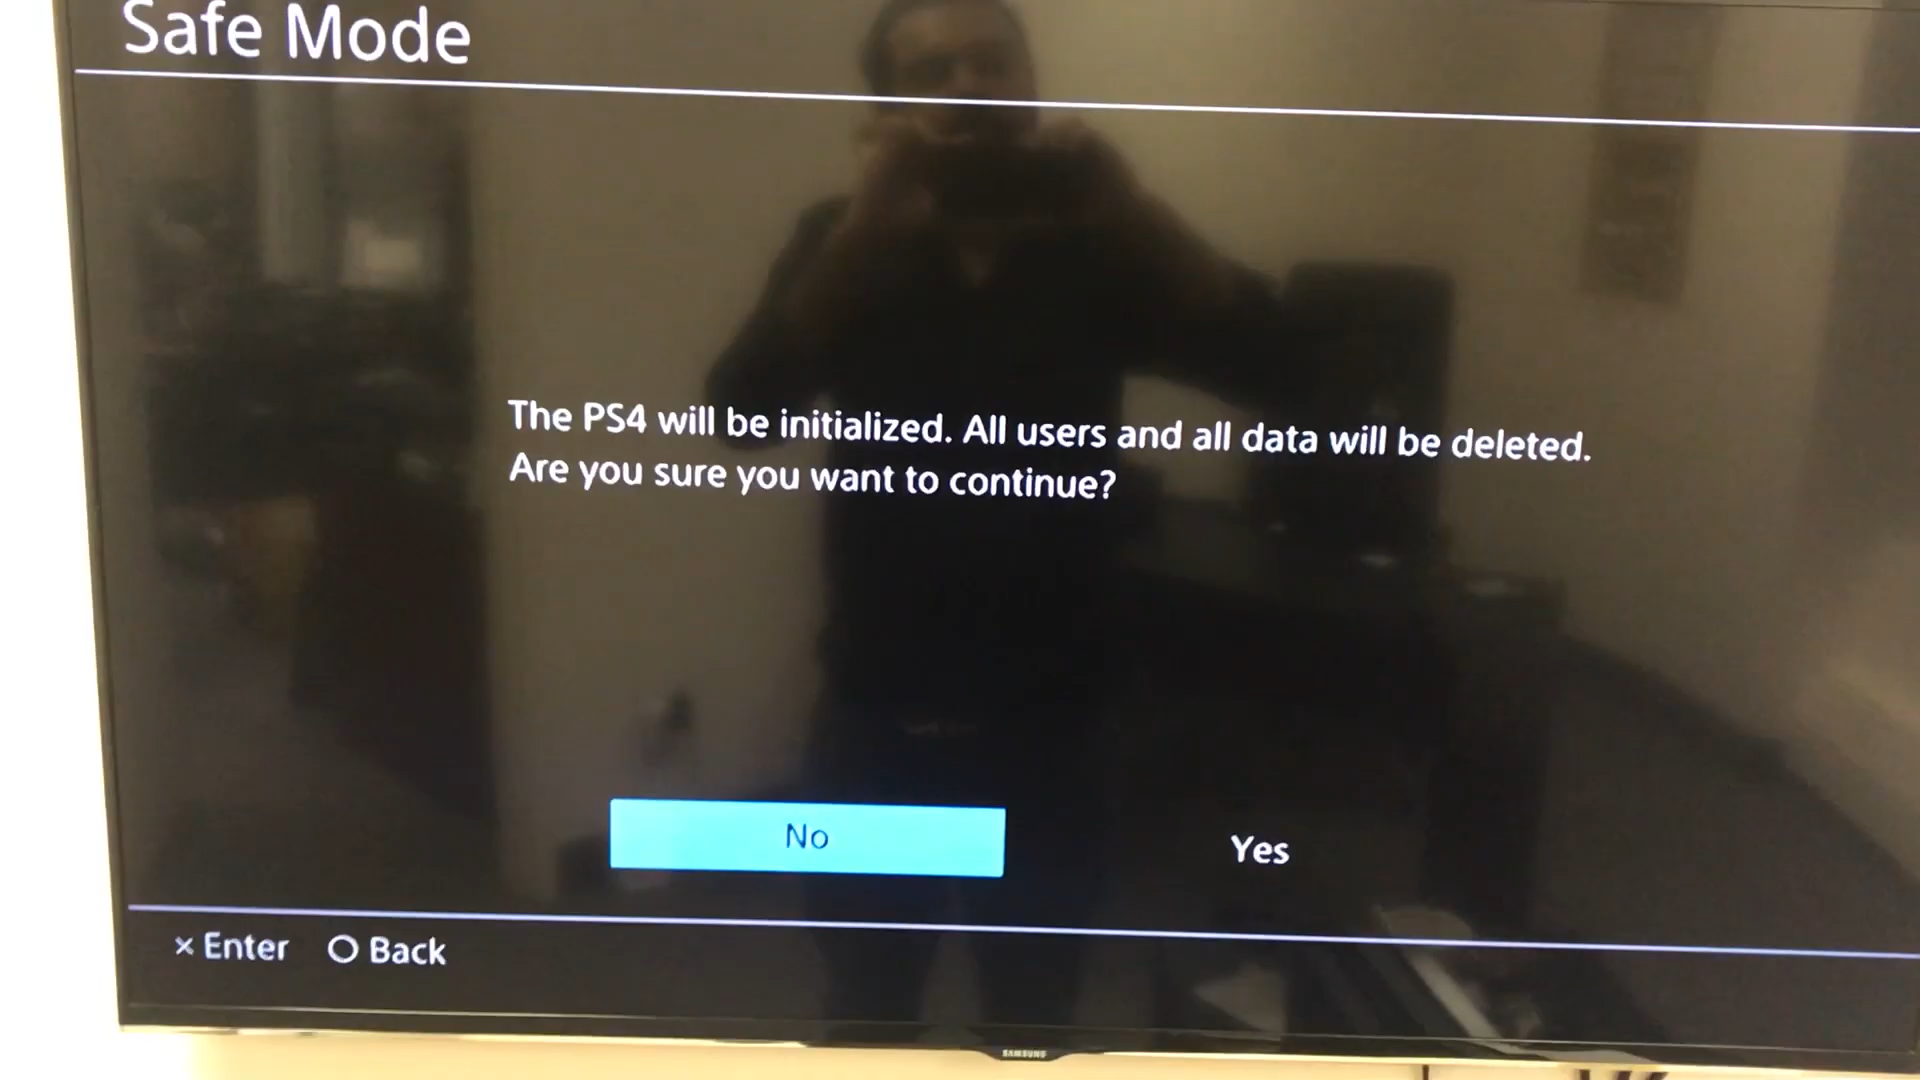 Safe Mode
The PS4 will be initialized. All users and all data will be deleted.
Are you sure you want to continue?
No
Yes
× Enter
○ Back
SAMSUNG